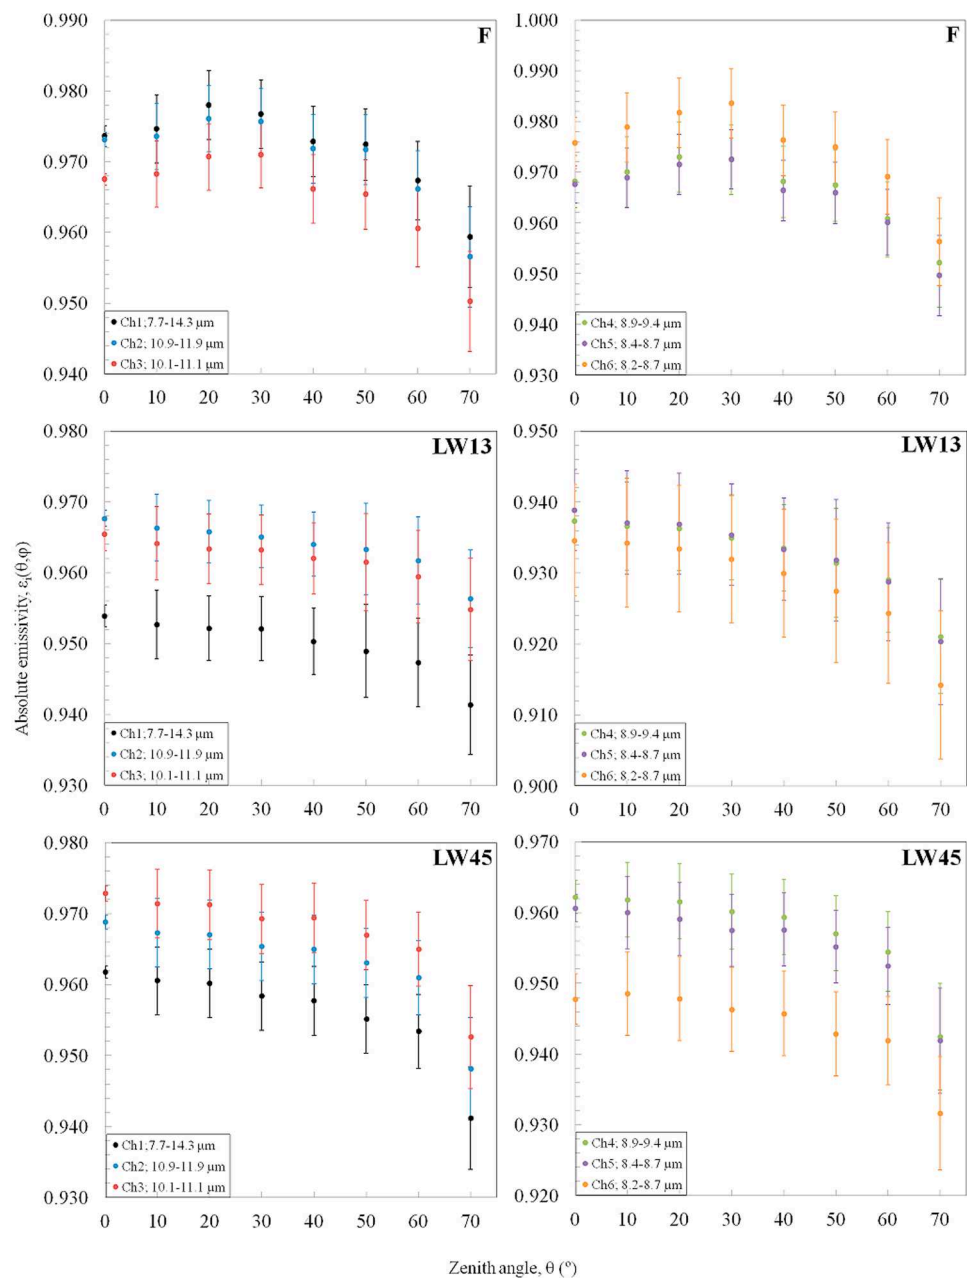 F
0.990
0.980
0.970
0.960
0.950
0.940
Ch1;7.7-14.3 μm
Ch2; 10.9-11.9 μm
Ch3; 10.1-11.1 μm
0 10 20 30 40 50 60 70
F
1.000
0.990
0.980
0.970
0.960
0.950
0.940
0.930
Ch4; 8.9-9.4 μm
Ch5; 8.4-8.7 μm
Ch6; 8.2-8.7 μm
0 10 20 30 40 50 60 70
Absolute emissivity, εi(θ,φ)
LW13
0.980
0.970
0.960
0.950
0.940
0.930
Ch1;7.7-14.3 μm
Ch2; 10.9-11.9 μm
Ch3; 10.1-11.1 μm
0 10 20 30 40 50 60 70
LW13
0.950
0.940
0.930
0.920
0.910
0.900
Ch4; 8.9-9.4 μm
Ch5; 8.4-8.7 μm
Ch6; 8.2-8.7 μm
0 10 20 30 40 50 60 70
LW45
0.980
0.970
0.960
0.950
0.940
0.930
Ch1;7.7-14.3 μm
Ch2; 10.9-11.9 μm
Ch3; 10.1-11.1 μm
0 10 20 30 40 50 60 70
LW45
0.970
0.960
0.950
0.940
0.930
0.920
Ch4; 8.9-9.4 μm
Ch5; 8.4-8.7 μm
Ch6; 8.2-8.7 μm
0 10 20 30 40 50 60 70
Zenith angle, θ (º)